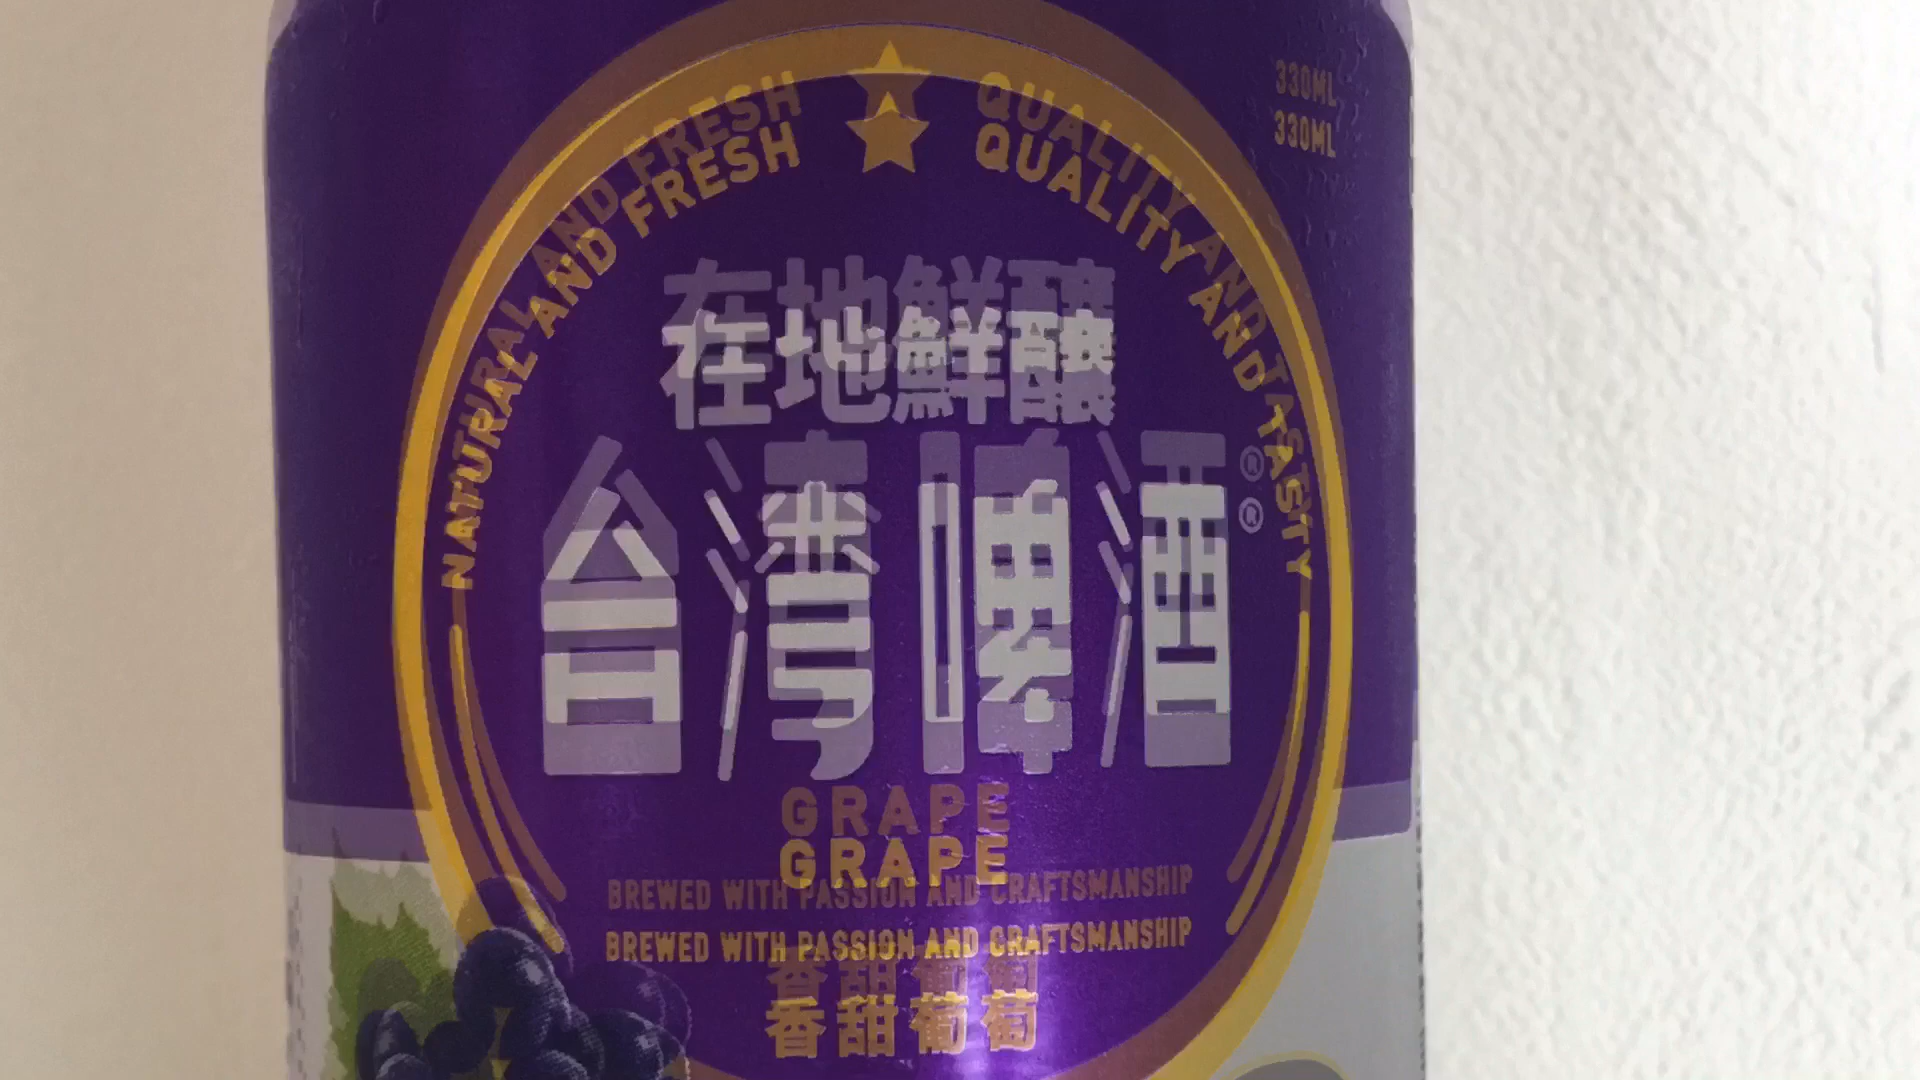 NATURAL AND FRESH ★ QUALITY AND TASTY
330ML
在地鮮釀
台灣啤酒®
GRAPE
BREWED WITH PASSION AND CRAFTSMANSHIP
香甜葡萄